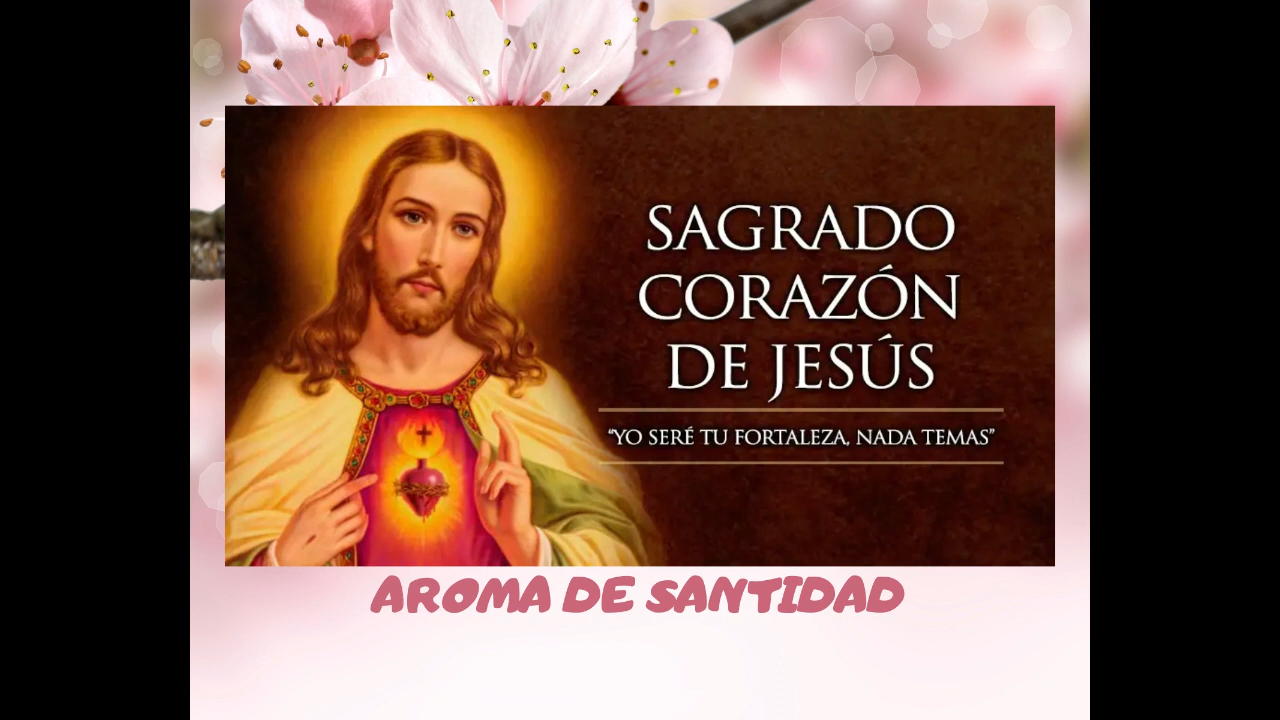 SAGRADO
CORAZÓN
DE JESÚS
“YO SERÉ TU FORTALEZA, NADA TEMAS”
AROMA DE SANTIDAD